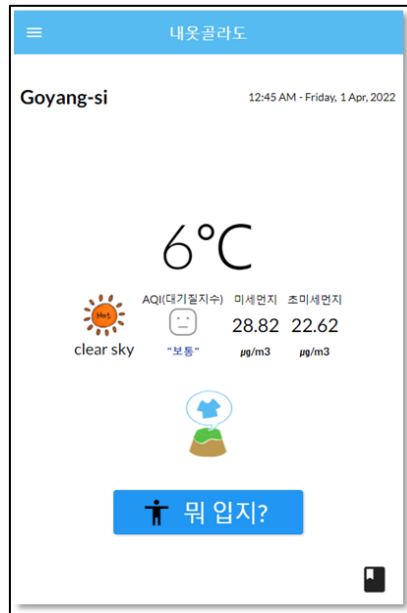 내옷골라도
Goyang-si
12:45 AM - Friday, 1 Apr, 2022
6°C
AQI(대기질지수) 미세먼지 초미세먼지
Hot
28.82 22.62
clear sky "보통" μg/m3 μg/m3
뭐 입지?